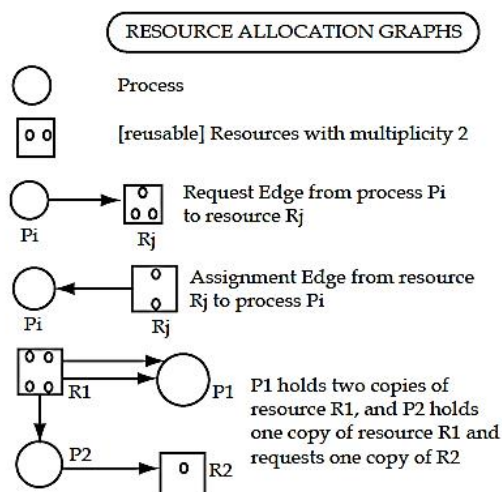 RESOURCE ALLOCATION GRAPHS
Process
[reusable] Resources with multiplicity 2
Request Edge from process Pi
to resource Rj
Pi
Rj
Assignment Edge from resource
Rj to process Pi
Pi
Rj
R1
P1
P1 holds two copies of
resource R1, and P2 holds
one copy of resource R1 and
requests one copy of R2
P2
R2